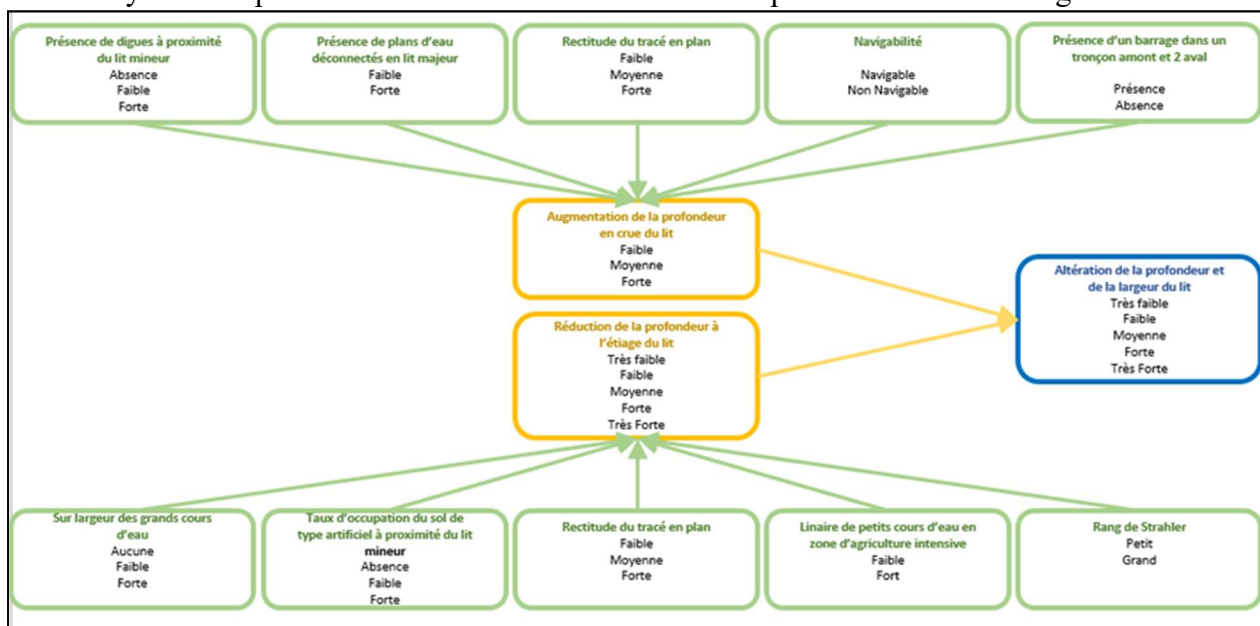 Présence de digues à proximité
du lit mineur
Absence
Faible
Forte
Présence de plans d'eau
déconnectés en lit majeur
Faible
Forte
Rectitude du tracé en plan
Faible
Moyenne
Forte
Navigabilité
Navigable
Non Navigable
Présence d'un barrage dans un
tronçon amont et 2 aval
Présence
Absence
Augmentation de la profondeur
en crue du lit
Faible
Moyenne
Forte
Réduction de la profondeur à
l'étiage du lit
Très faible
Faible
Moyenne
Forte
Très Forte
Altération de la profondeur et
de la largeur du lit
Très faible
Faible
Moyenne
Forte
Très Forte
Sur largeur des grands cours
d'eau
Aucune
Faible
Forte
Taux d'occupation du sol de
type artificiel à proximité du lit
mineur
Absence
Faible
Forte
Rectitude du tracé en plan
Faible
Moyenne
Forte
Linaire de petits cours d'eau en
zone d'agriculture intensive
Faible
Fort
Rang de Strahler
Petit
Grand